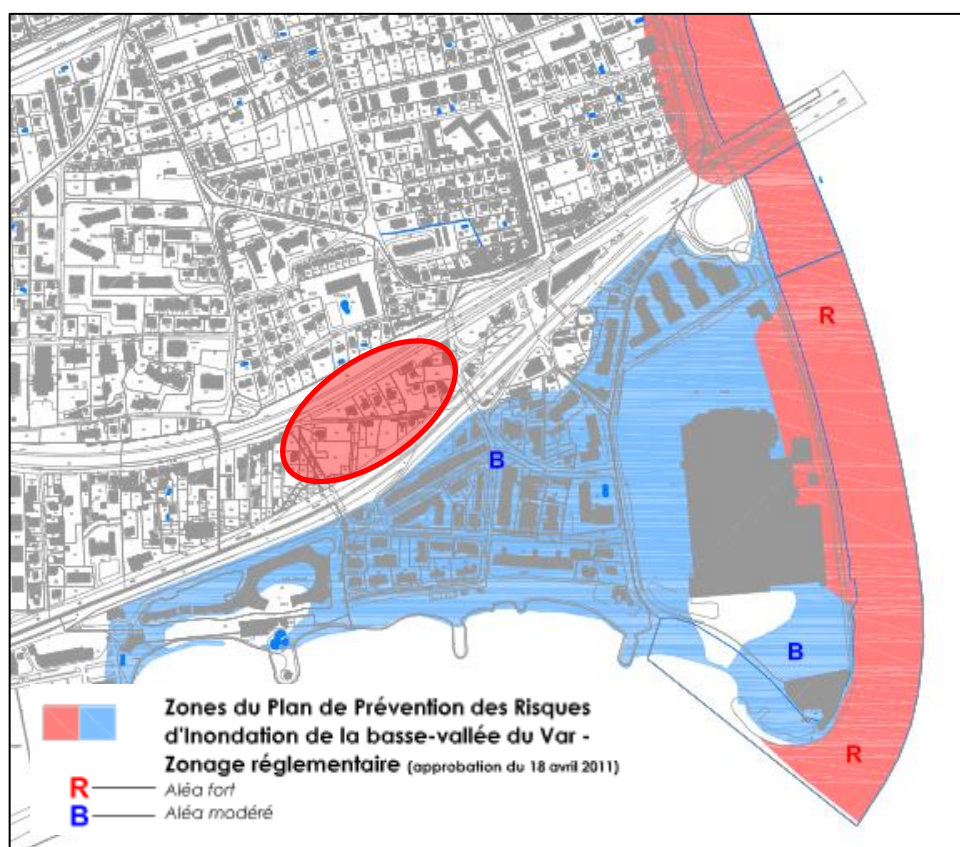 R
B
B
R
Zones du Plan de Prévention des Risques
d'Inondation de la basse-vallée du Var -
Zonage réglementaire (approbation du 18 avril 2011)
R Aléa fort
B Aléa modéré